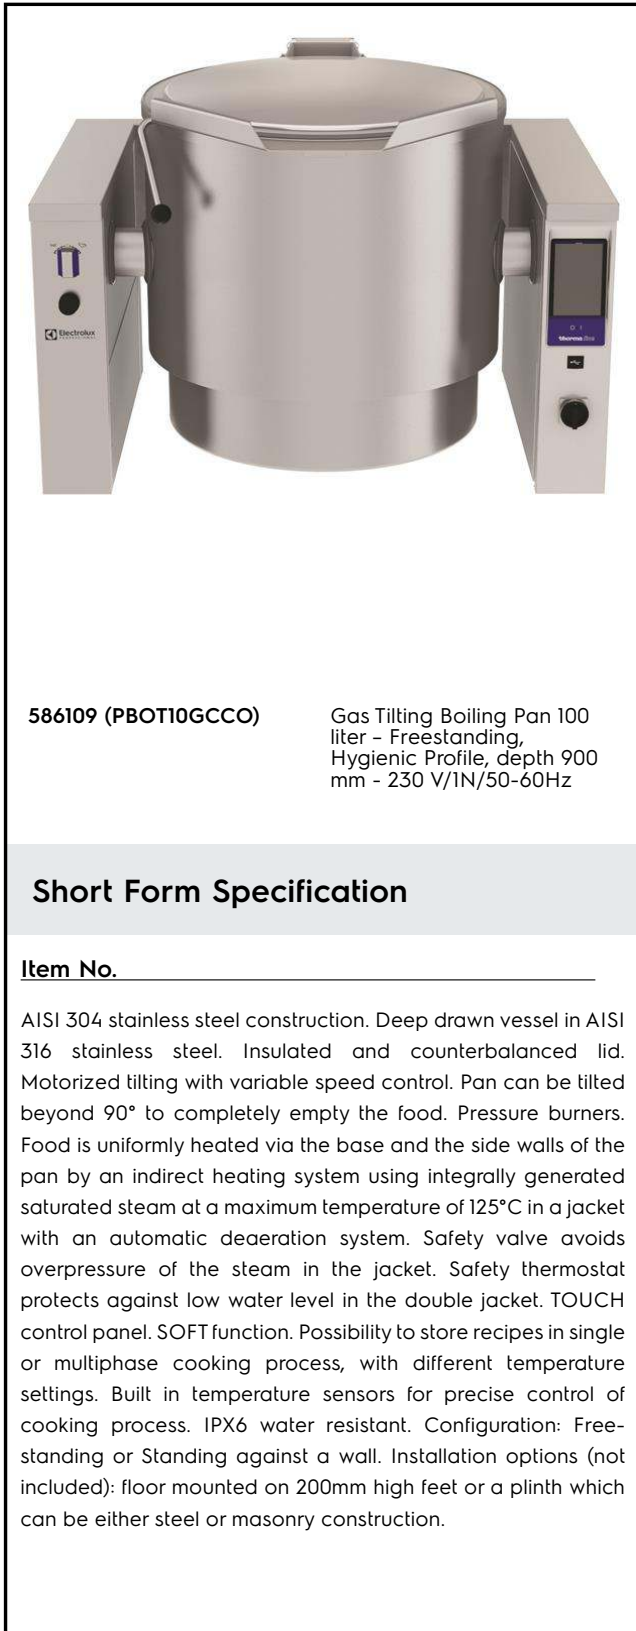 Electrolux
PROFESSIONAL
thermaline
586109 (PBOT10GCCO)
Gas Tilting Boiling Pan 100
liter – Freestanding,
Hygienic Profile, depth 900
mm - 230 V/1N/50-60Hz
Short Form Specification
Item No.
AISI 304 stainless steel construction. Deep drawn vessel in AISI
316 stainless steel. Insulated and counterbalanced lid.
Motorized tilting with variable speed control. Pan can be tilted
beyond 90° to completely empty the food. Pressure burners.
Food is uniformly heated via the base and the side walls of the
pan by an indirect heating system using integrally generated
saturated steam at a maximum temperature of 125°C in a jacket
with an automatic deaeration system. Safety valve avoids
overpressure of the steam in the jacket. Safety thermostat
protects against low water level in the double jacket. TOUCH
control panel. SOFT function. Possibility to store recipes in single
or multiphase cooking process, with different temperature
settings. Built in temperature sensors for precise control of
cooking process. IPX6 water resistant. Configuration: Free-
standing or Standing against a wall. Installation options (not
included): floor mounted on 200mm high feet or a plinth which
can be either steel or masonry construction.